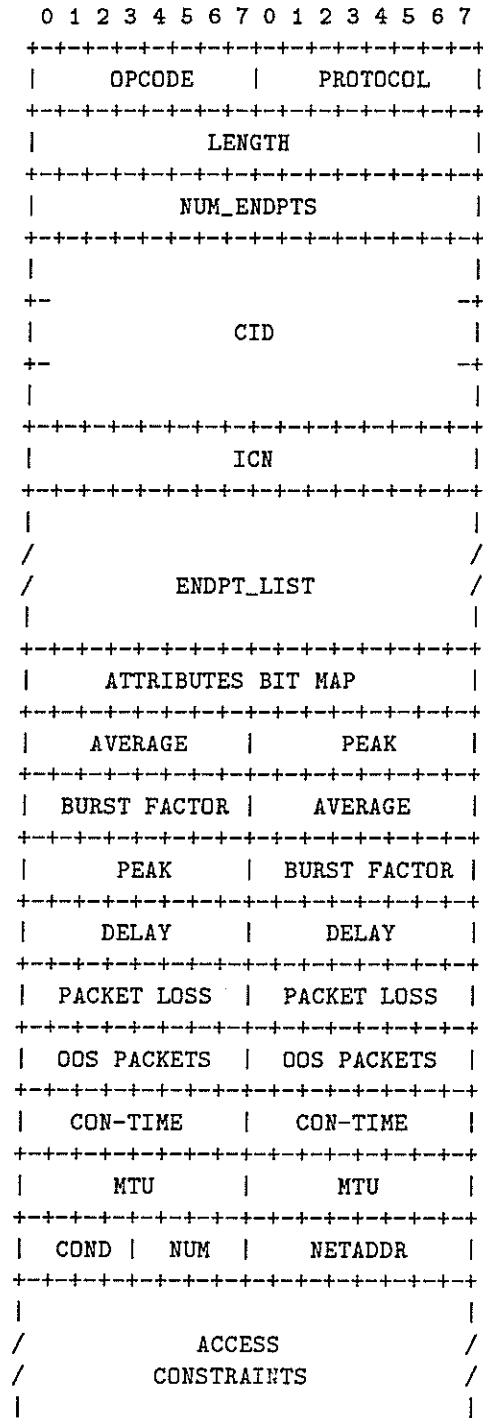 0 1 2 3 4 5 6 7 0 1 2 3 4 5 6 7
+-+-+-+-+-+-+-+-+-+-+-+-+-+-+-+-+
| OPCODE | PROTOCOL |
+-+-+-+-+-+-+-+-+-+-+-+-+-+-+-+-+
| LENGTH |
+-+-+-+-+-+-+-+-+-+-+-+-+-+-+-+-+
| NUM_ENDPTS |
+-+-+-+-+-+-+-+-+-+-+-+-+-+-+-+-+
| |
+- -+
| CID |
+- -+
| |
+-+-+-+-+-+-+-+-+-+-+-+-+-+-+-+-+
| ICN |
+-+-+-+-+-+-+-+-+-+-+-+-+-+-+-+-+
| |
/ /
/ ENDPT_LIST /
| |
+-+-+-+-+-+-+-+-+-+-+-+-+-+-+-+-+
| ATTRIBUTES BIT MAP |
+-+-+-+-+-+-+-+-+-+-+-+-+-+-+-+-+
| AVERAGE | PEAK |
+-+-+-+-+-+-+-+-+-+-+-+-+-+-+-+-+
| BURST FACTOR | AVERAGE |
+-+-+-+-+-+-+-+-+-+-+-+-+-+-+-+-+
| PEAK | BURST FACTOR |
+-+-+-+-+-+-+-+-+-+-+-+-+-+-+-+-+
| DELAY | DELAY |
+-+-+-+-+-+-+-+-+-+-+-+-+-+-+-+-+
| PACKET LOSS | PACKET LOSS |
+-+-+-+-+-+-+-+-+-+-+-+-+-+-+-+-+
| OOS PACKETS | OOS PACKETS |
+-+-+-+-+-+-+-+-+-+-+-+-+-+-+-+-+
| CON-TIME | CON-TIME |
+-+-+-+-+-+-+-+-+-+-+-+-+-+-+-+-+
| MTU | MTU |
+-+-+-+-+-+-+-+-+-+-+-+-+-+-+-+-+
| COND | NUM | NETADDR |
+-+-+-+-+-+-+-+-+-+-+-+-+-+-+-+-+
| |
/ ACCESS /
/ CONSTRAINTS /
| |